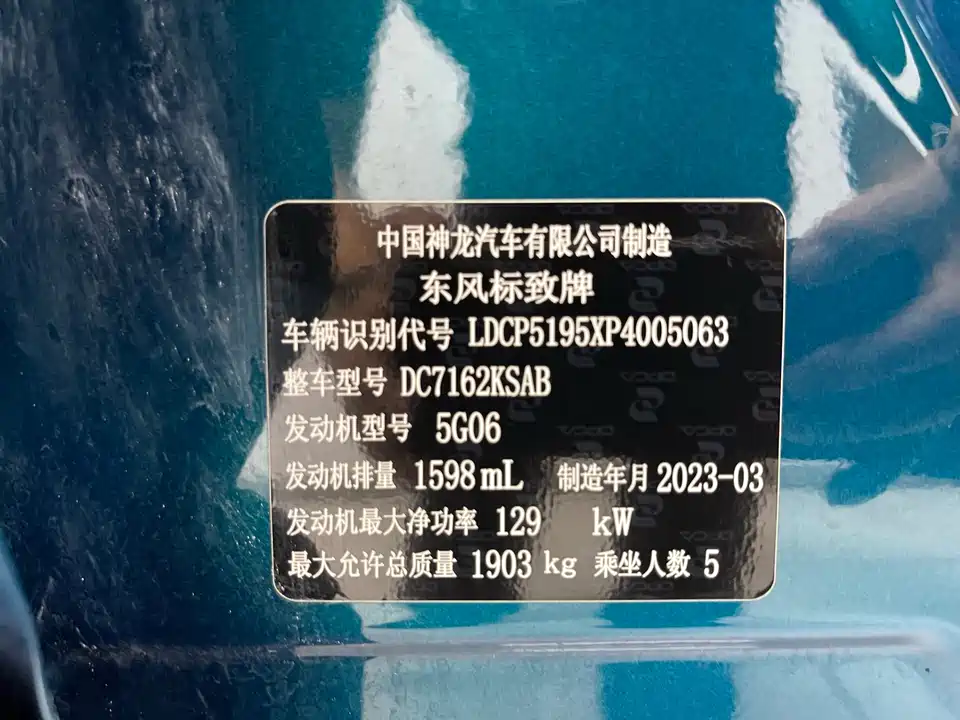 中国神龙汽车有限公司制造
东风标致牌
车辆识别代号 LDCP5195XP4005063
整车型号 DC7162KSAB
发动机型号 5G06
发动机排量 1598mL 制造年月 2023-03
发动机最大净功率 129 kW
最大允许总质量 1903 kg 乘坐人数 5